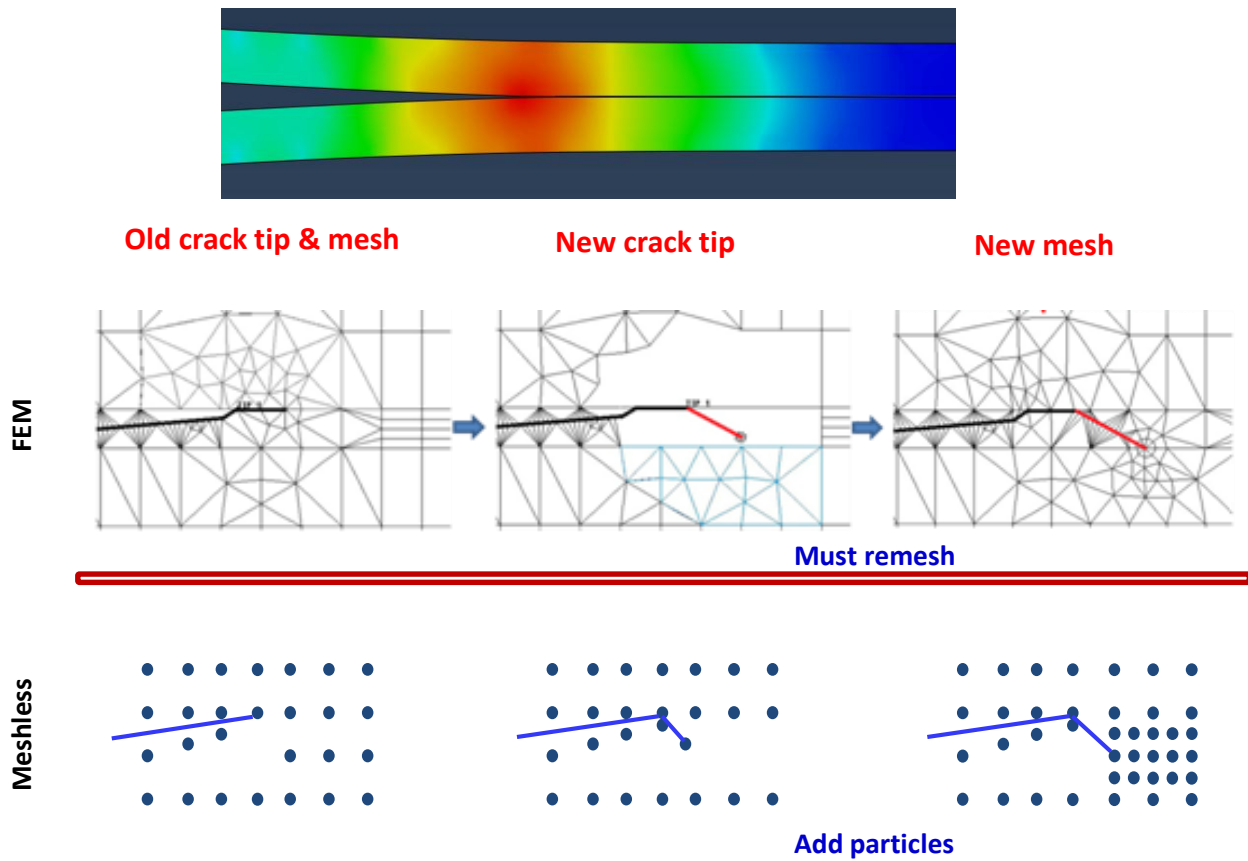 Old crack tip & mesh
New crack tip
New mesh
FEM
Must remesh
Meshless
Add particles